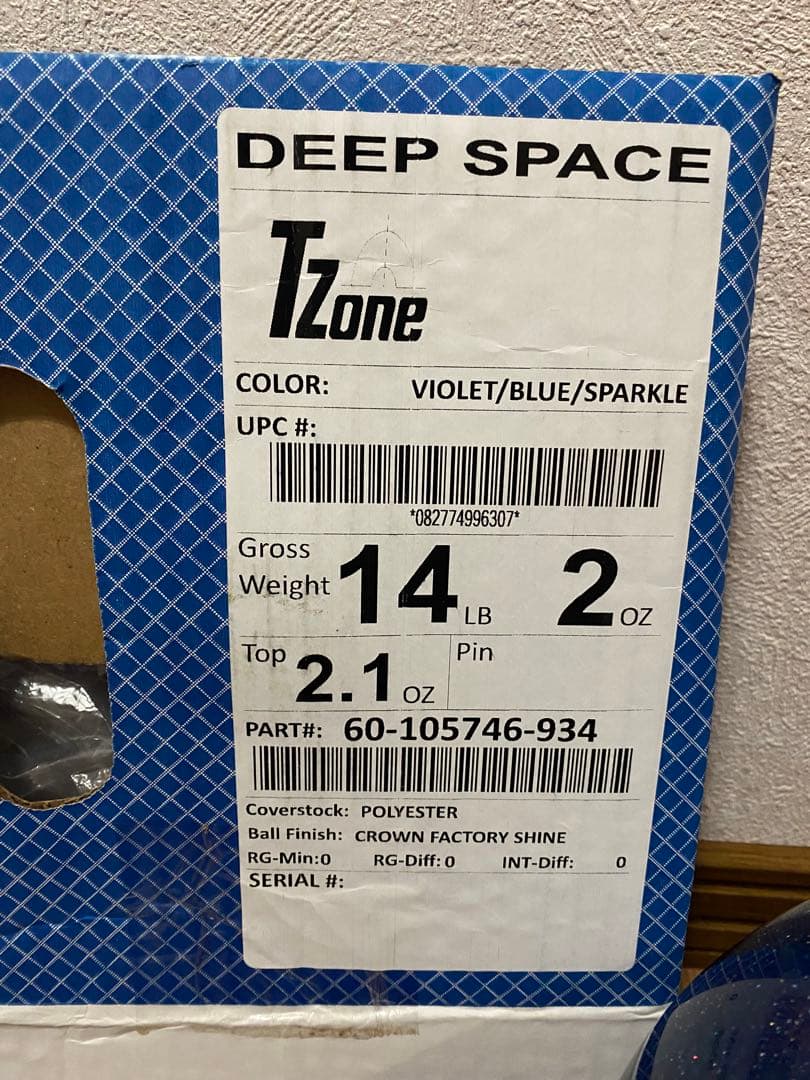 DEEP SPACE
TZone
COLOR: VIOLET/BLUE/SPARKLE
UPC #:
*082774996307*
Gross Weight 14 LB 2 OZ
Top 2.1 OZ Pin
PART#: 60-105746-934
Coverstock: POLYESTER
Ball Finish: CROWN FACTORY SHINE
RG-Min:0 RG-Diff: 0 INT-Diff: 0
SERIAL #: